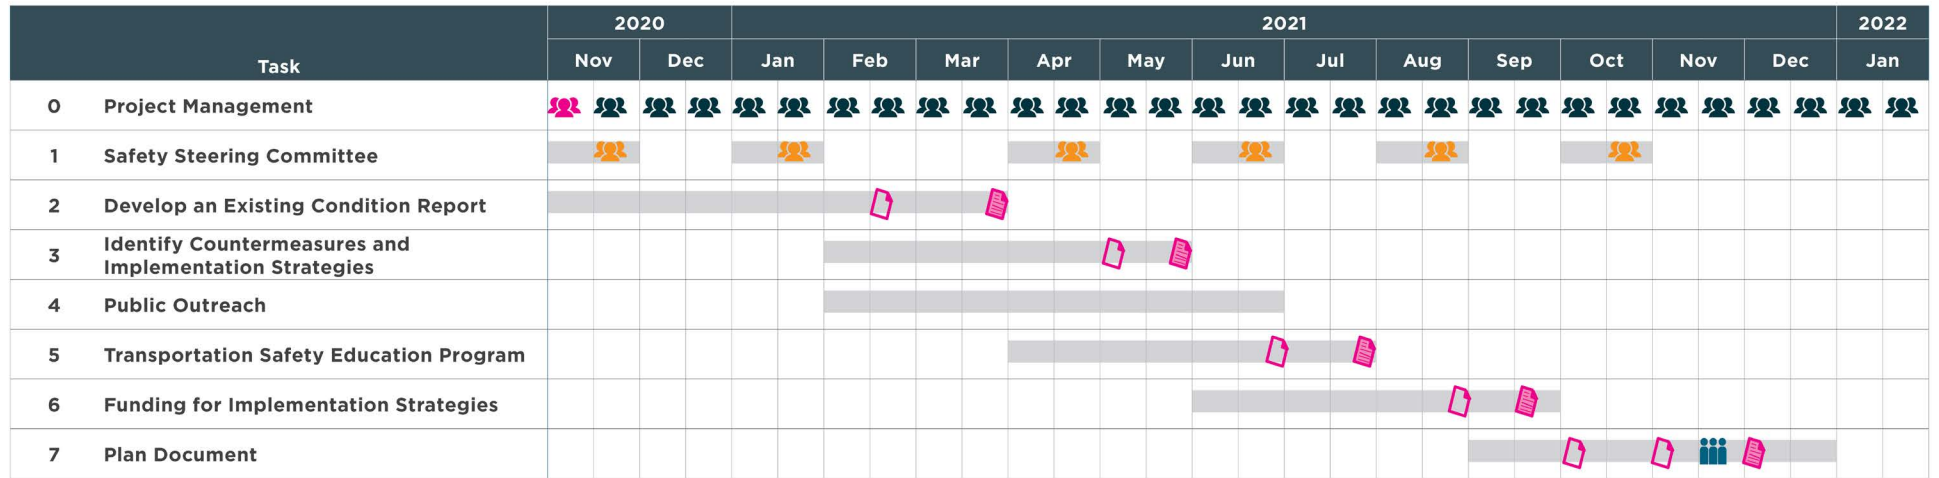 2020 2021 2022
Task Nov Dec Jan Feb Mar Apr May Jun Jul Aug Sep Oct Nov Dec Jan
0 Project Management
1 Safety Steering Committee
2 Develop an Existing Condition Report
3 Identify Countermeasures and
Implementation Strategies
4 Public Outreach
5 Transportation Safety Education Program
6 Funding for Implementation Strategies
7 Plan Document